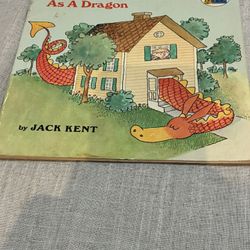 As A Dragon
by JACK KENT